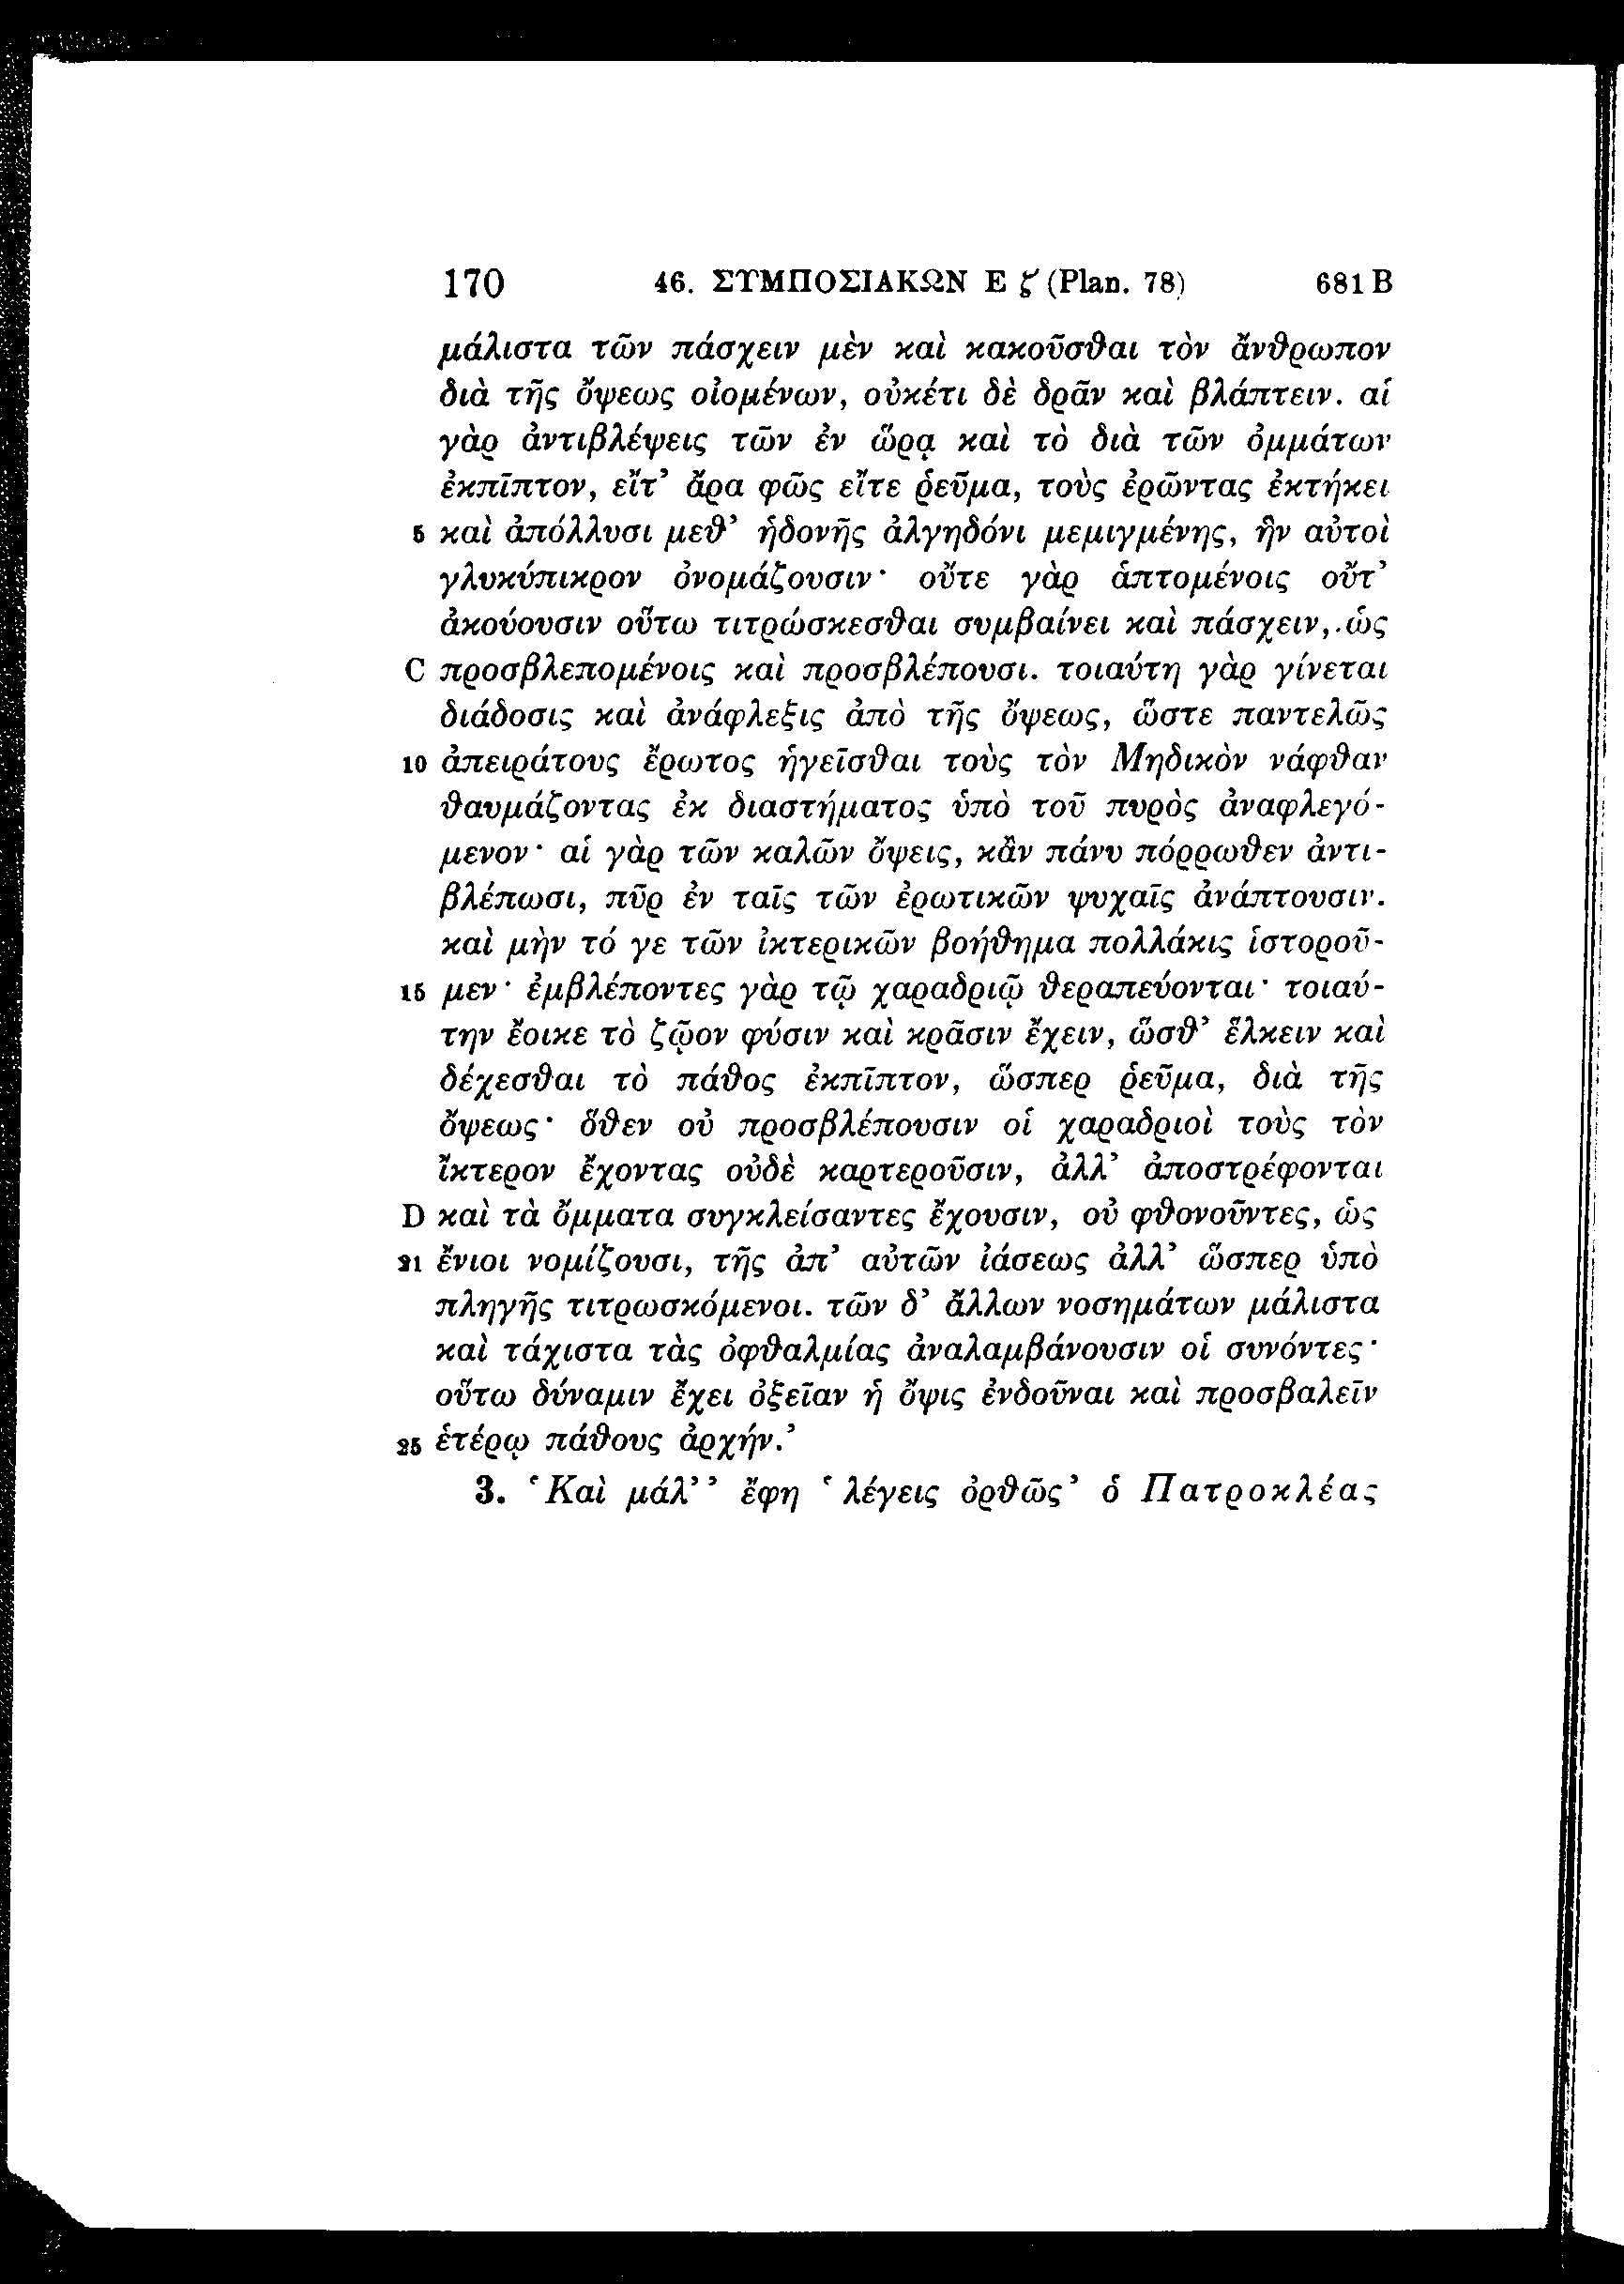 170 46. ΣΥΜΠΟΣΙΑΚΩΝ Ε ζ' (Plan. 78) 681 B
μάλιστα τῶν πάσχειν μὲν καὶ κακοῦσθαι τὸν ἄνθρωπον
διὰ τῆς ὄψεως οἰομένων, οὐκέτι δὲ δρᾶν καὶ βλάπτειν. αἱ
γὰρ ἀντιβλέψεις τῶν ἐν ὥρᾳ καὶ τὸ διὰ τῶν ὀμμάτων
ἐκπῖπτον, εἴτ’ ἄρα φῶς εἴτε ῥεῦμα, τοὺς ἐρῶντας ἐκτήκει
5 καὶ ἀπόλλυσι μεθ’ ἡδονῆς ἀλγηδόνι μεμιγμένης, ἣν αὐτοὶ
γλυκύπικρον ὀνομάζουσιν· οὔτε γὰρ ἁπτομένοις οὔτ’
ἀκούουσιν οὕτω τιτρώσκεσθαι συμβαίνει καὶ πάσχειν, ὡς
C προσβλεπομένοις καὶ προσβλέπουσι. τοιαύτη γὰρ γίνεται
διάδοσις καὶ ἀνάφλεξις ἀπὸ τῆς ὄψεως, ὥστε παντελῶς
10 ἀπειράτους ἔρωτος ἡγεῖσθαι τοὺς τὸν Μηδικὸν νάφθαν
θαυμάζοντας ἐκ διαστήματος ὑπὸ τοῦ πυρὸς ἀναφλεγό-
μενον· αἱ γὰρ τῶν καλῶν ὄψεις, κἂν πάνυ πόρρωθεν ἀντι-
βλέπωσι, πῦρ ἐν ταῖς τῶν ἐρωτικῶν ψυχαῖς ἀνάπτουσιν.
καὶ μὴν τό γε τῶν ἰκτερικῶν βοήθημα πολλάκις ἱστοροῦ-
15 μεν· ἐμβλέποντες γὰρ τῷ χαραδριῷ θεραπεύονται· τοιαύ-
την ἔοικε τὸ ζῷον φύσιν καὶ κρᾶσιν ἔχειν, ὥσθ’ ἕλκειν καὶ
δέχεσθαι τὸ πάθος ἐκπῖπτον, ὥσπερ ῥεῦμα, διὰ τῆς
ὄψεως· ὅθεν οὐ προσβλέπουσιν οἱ χαραδριοὶ τοὺς τὸν
ἴκτερον ἔχοντας οὐδὲ καρτεροῦσιν, ἀλλ’ ἀποστρέφονται
D καὶ τὰ ὄμματα συγκλείσαντες ἔχουσιν, οὐ φθονοῦντες, ὡς
21 ἔνιοι νομίζουσι, τῆς ἀπ’ αὐτῶν ἰάσεως ἀλλ’ ὥσπερ ὑπὸ
πληγῆς τιτρωσκόμενοι. τῶν δ’ ἄλλων νοσημάτων μάλιστα
καὶ τάχιστα τὰς ὀφθαλμίας ἀναλαμβάνουσιν οἱ συνόντες·
οὕτω δύναμιν ἔχει ὀξεῖαν ἡ ὄψις ἐνδοῦναι καὶ προσβαλεῖν
25 ἑτέρῳ πάθους ἀρχήν.’
3. ‘Καὶ μάλ’’ ἔφη ‘λέγεις ὀρθῶς’ ὁ Πατροκλέας